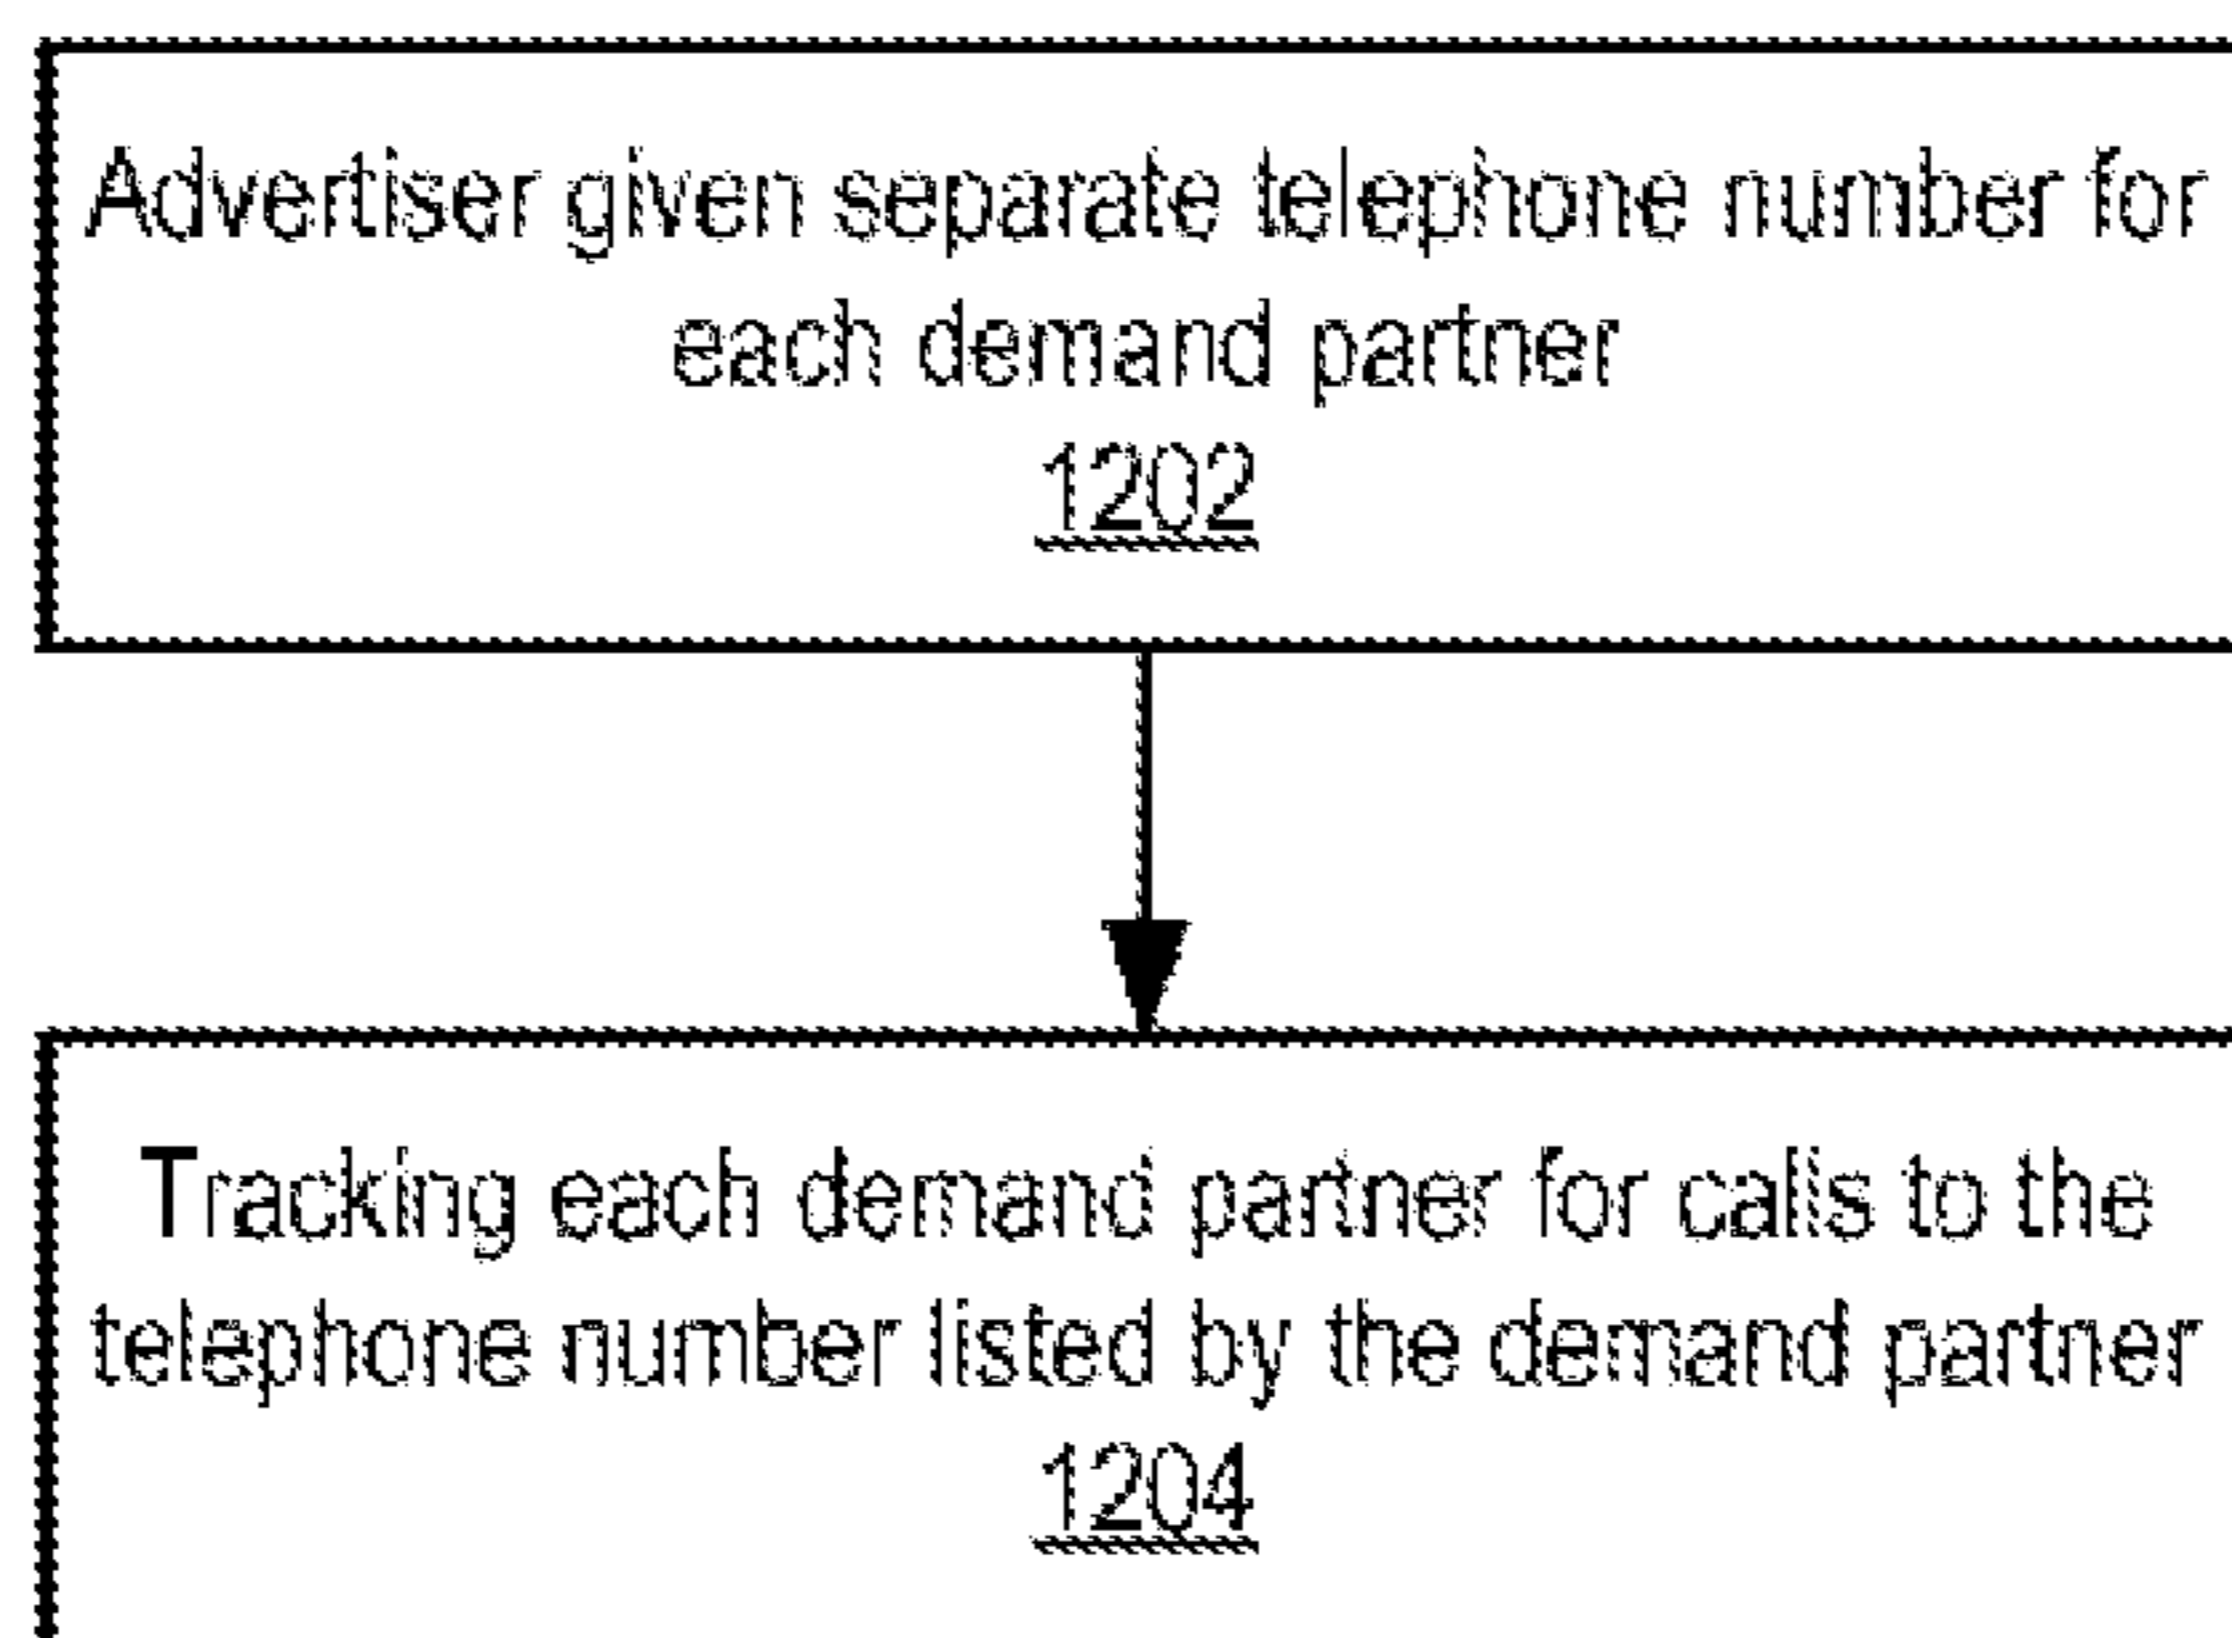 Advertiser given separate telephone number for
each demand partner
1202
Tracking each demand partner for calls to the
telephone number listed by the demand partner
1204